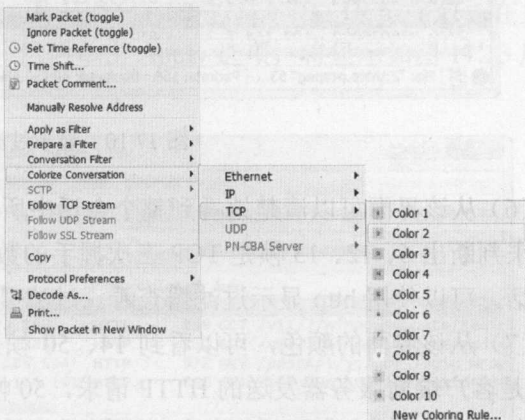 Mark Packet (toggle)
Ignore Packet (toggle)
Set Time Reference (toggle)
Time Shift...
Packet Comment...
Manually Resolve Address
Apply as Filter
Prepare a Filter
Conversation Filter
Colorize Conversation
SCTP
Follow TCP Stream
Follow UDP Stream
Follow SSL Stream
Copy
Protocol Preferences
Decode As...
Print...
Show Packet in New Window
Ethernet
IP
TCP
UDP
PN-CBA Server
Color 1
Color 2
Color 3
Color 4
Color 5
Color 6
Color 7
Color 8
Color 9
Color 10
New Coloring Rule...